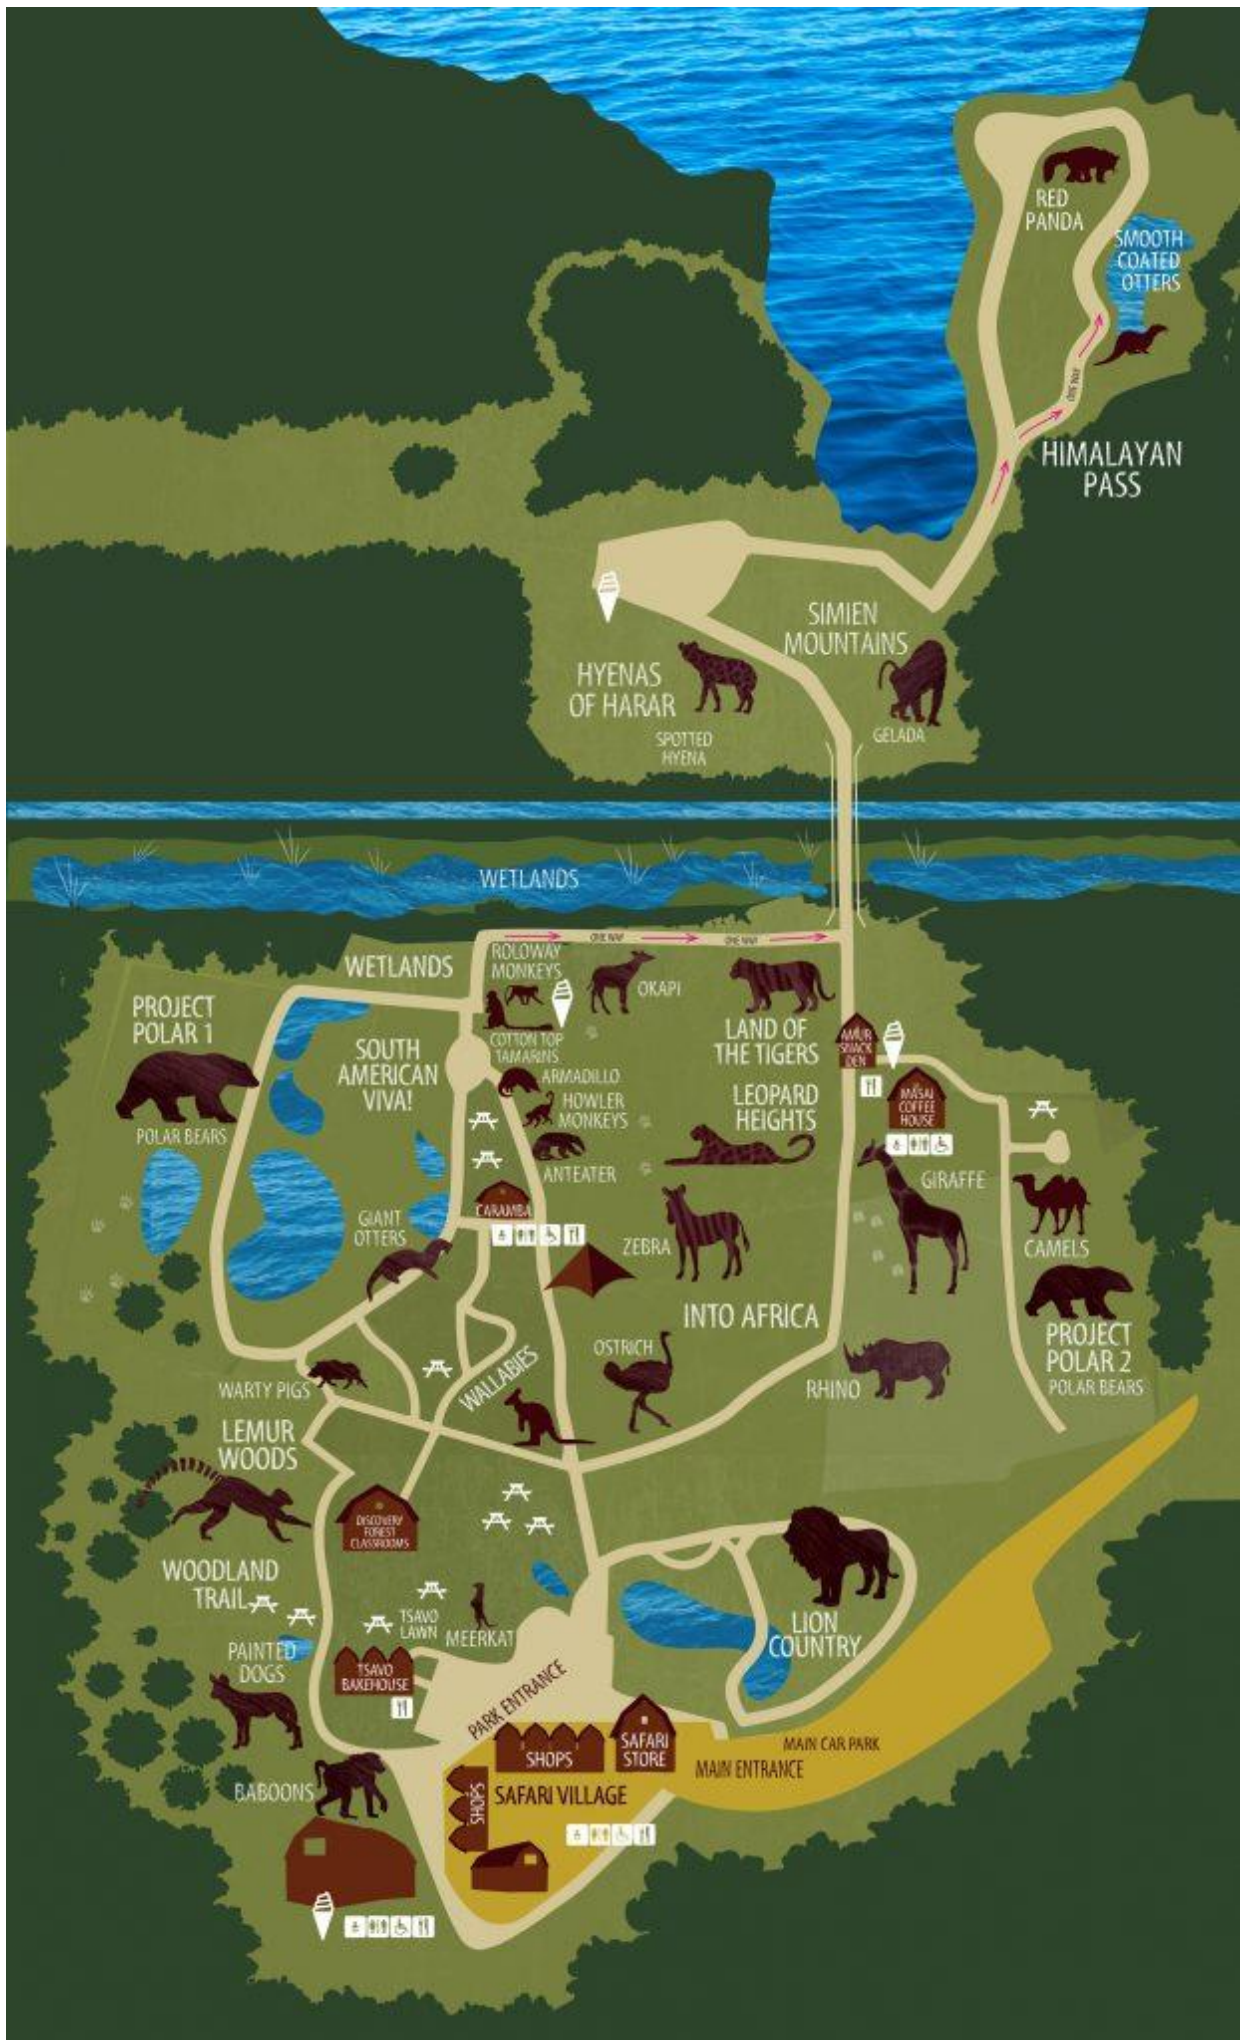 RED
PANDA
SMOOTH
COATED
OTTERS
ONE WAY
HIMALAYAN
PASS
SIMIEN
MOUNTAINS
HYENAS
OF HARAR
GELADA
SPOTTED
HYENA
WETLANDS
ONE WAY
ONE WAY
ROLOWAY
MONKEYS
WETLANDS
OKAPI
PROJECT
POLAR 1
LAND OF
THE TIGERS
AMUR
SNACK
DEN
COTTON TOP
TAMARINS
SOUTH
AMERICAN
VIVA!
ARMADILLO
HOWLER
MONKEYS
LEOPARD
HEIGHTS
MASAI
COFFEE
HOUSE
POLAR BEARS
ANTEATER
GIRAFFE
CARAMBA
GIANT
OTTERS
ZEBRA
CAMELS
INTO AFRICA
PROJECT
POLAR 2
POLAR BEARS
OSTRICH
WALLABIES
RHINO
WARTY PIGS
LEMUR
WOODS
DISCOVERY
FOREST
CLASSROOMS
WOODLAND
TRAIL
TSAVO
LAWN
MEERKAT
LION
COUNTRY
PAINTED
DOGS
TSAVO
BAKEHOUSE
PARK ENTRANCE
SHOPS
SAFARI
STORE
MAIN CAR PARK
MAIN ENTRANCE
BABOONS
SHOPS
SAFARI VILLAGE